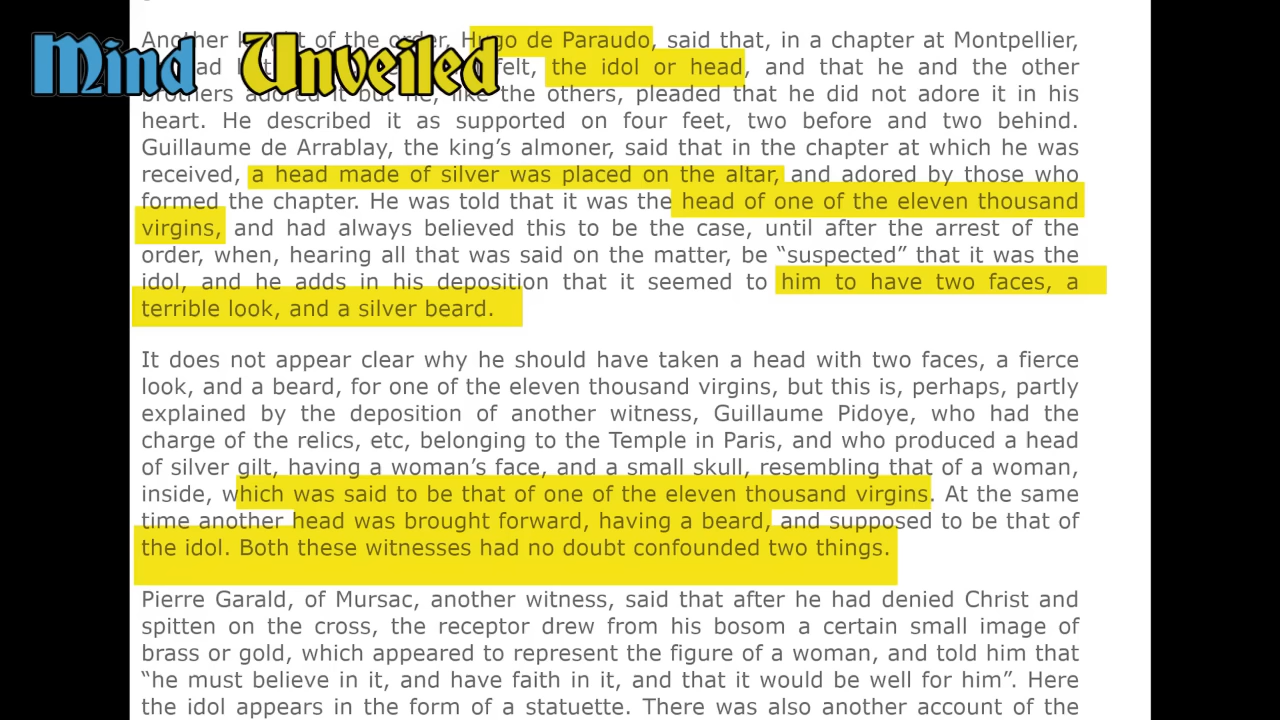 Mind Unveiled
Another of the order, Hugo de Paraudo, said that, in a chapter at Montpellier,
felt, the idol or head, and that he and the other
brothers adored it but he, like the others, pleaded that he did not adore it in his
heart. He described it as supported on four feet, two before and two behind.
Guillaume de Arrablay, the king’s almoner, said that in the chapter at which he was
received, a head made of silver was placed on the altar, and adored by those who
formed the chapter. He was told that it was the head of one of the eleven thousand
virgins, and had always believed this to be the case, until after the arrest of the
order, when, hearing all that was said on the matter, be “suspected” that it was the
idol, and he adds in his deposition that it seemed to him to have two faces, a
terrible look, and a silver beard.
It does not appear clear why he should have taken a head with two faces, a fierce
look, and a beard, for one of the eleven thousand virgins, but this is, perhaps, partly
explained by the deposition of another witness, Guillaume Pidoye, who had the
charge of the relics, etc, belonging to the Temple in Paris, and who produced a head
of silver gilt, having a woman’s face, and a small skull, resembling that of a woman,
inside, which was said to be that of one of the eleven thousand virgins. At the same
time another head was brought forward, having a beard, and supposed to be that of
the idol. Both these witnesses had no doubt confounded two things.
Pierre Garald, of Mursac, another witness, said that after he had denied Christ and
spitten on the cross, the receptor drew from his bosom a certain small image of
brass or gold, which appeared to represent the figure of a woman, and told him that
“he must believe in it, and have faith in it, and that it would be well for him”. Here
the idol appears in the form of a statuette. There was also another account of the